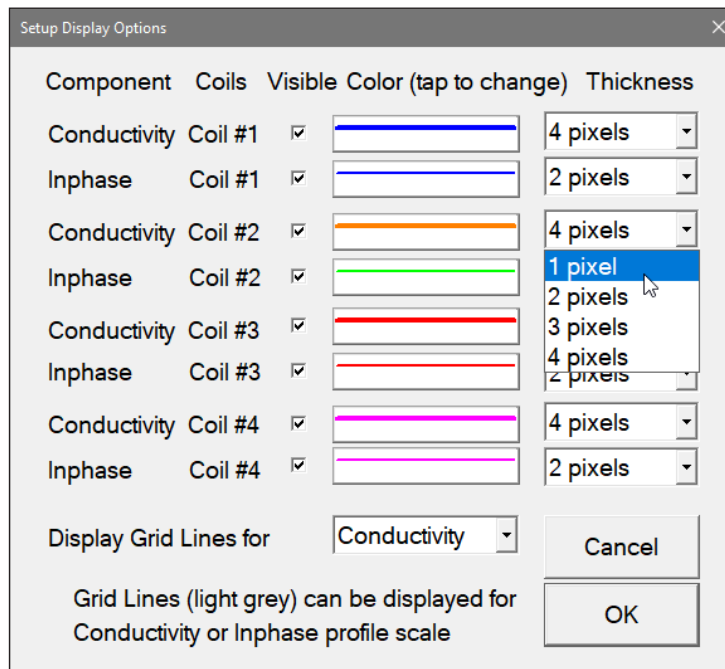 Setup Display Options
Component Coils Visible Color (tap to change) Thickness
Conductivity Coil #1 4 pixels
Inphase Coil #1 2 pixels
Conductivity Coil #2 4 pixels
1 pixel
Inphase Coil #2
2 pixels
Conductivity Coil #3 3 pixels
4 pixels
Inphase Coil #3 2 pixels
Conductivity Coil #4 4 pixels
Inphase Coil #4 2 pixels
Display Grid Lines for Conductivity Cancel
Grid Lines (light grey) can be displayed for
Conductivity or Inphase profile scale
OK